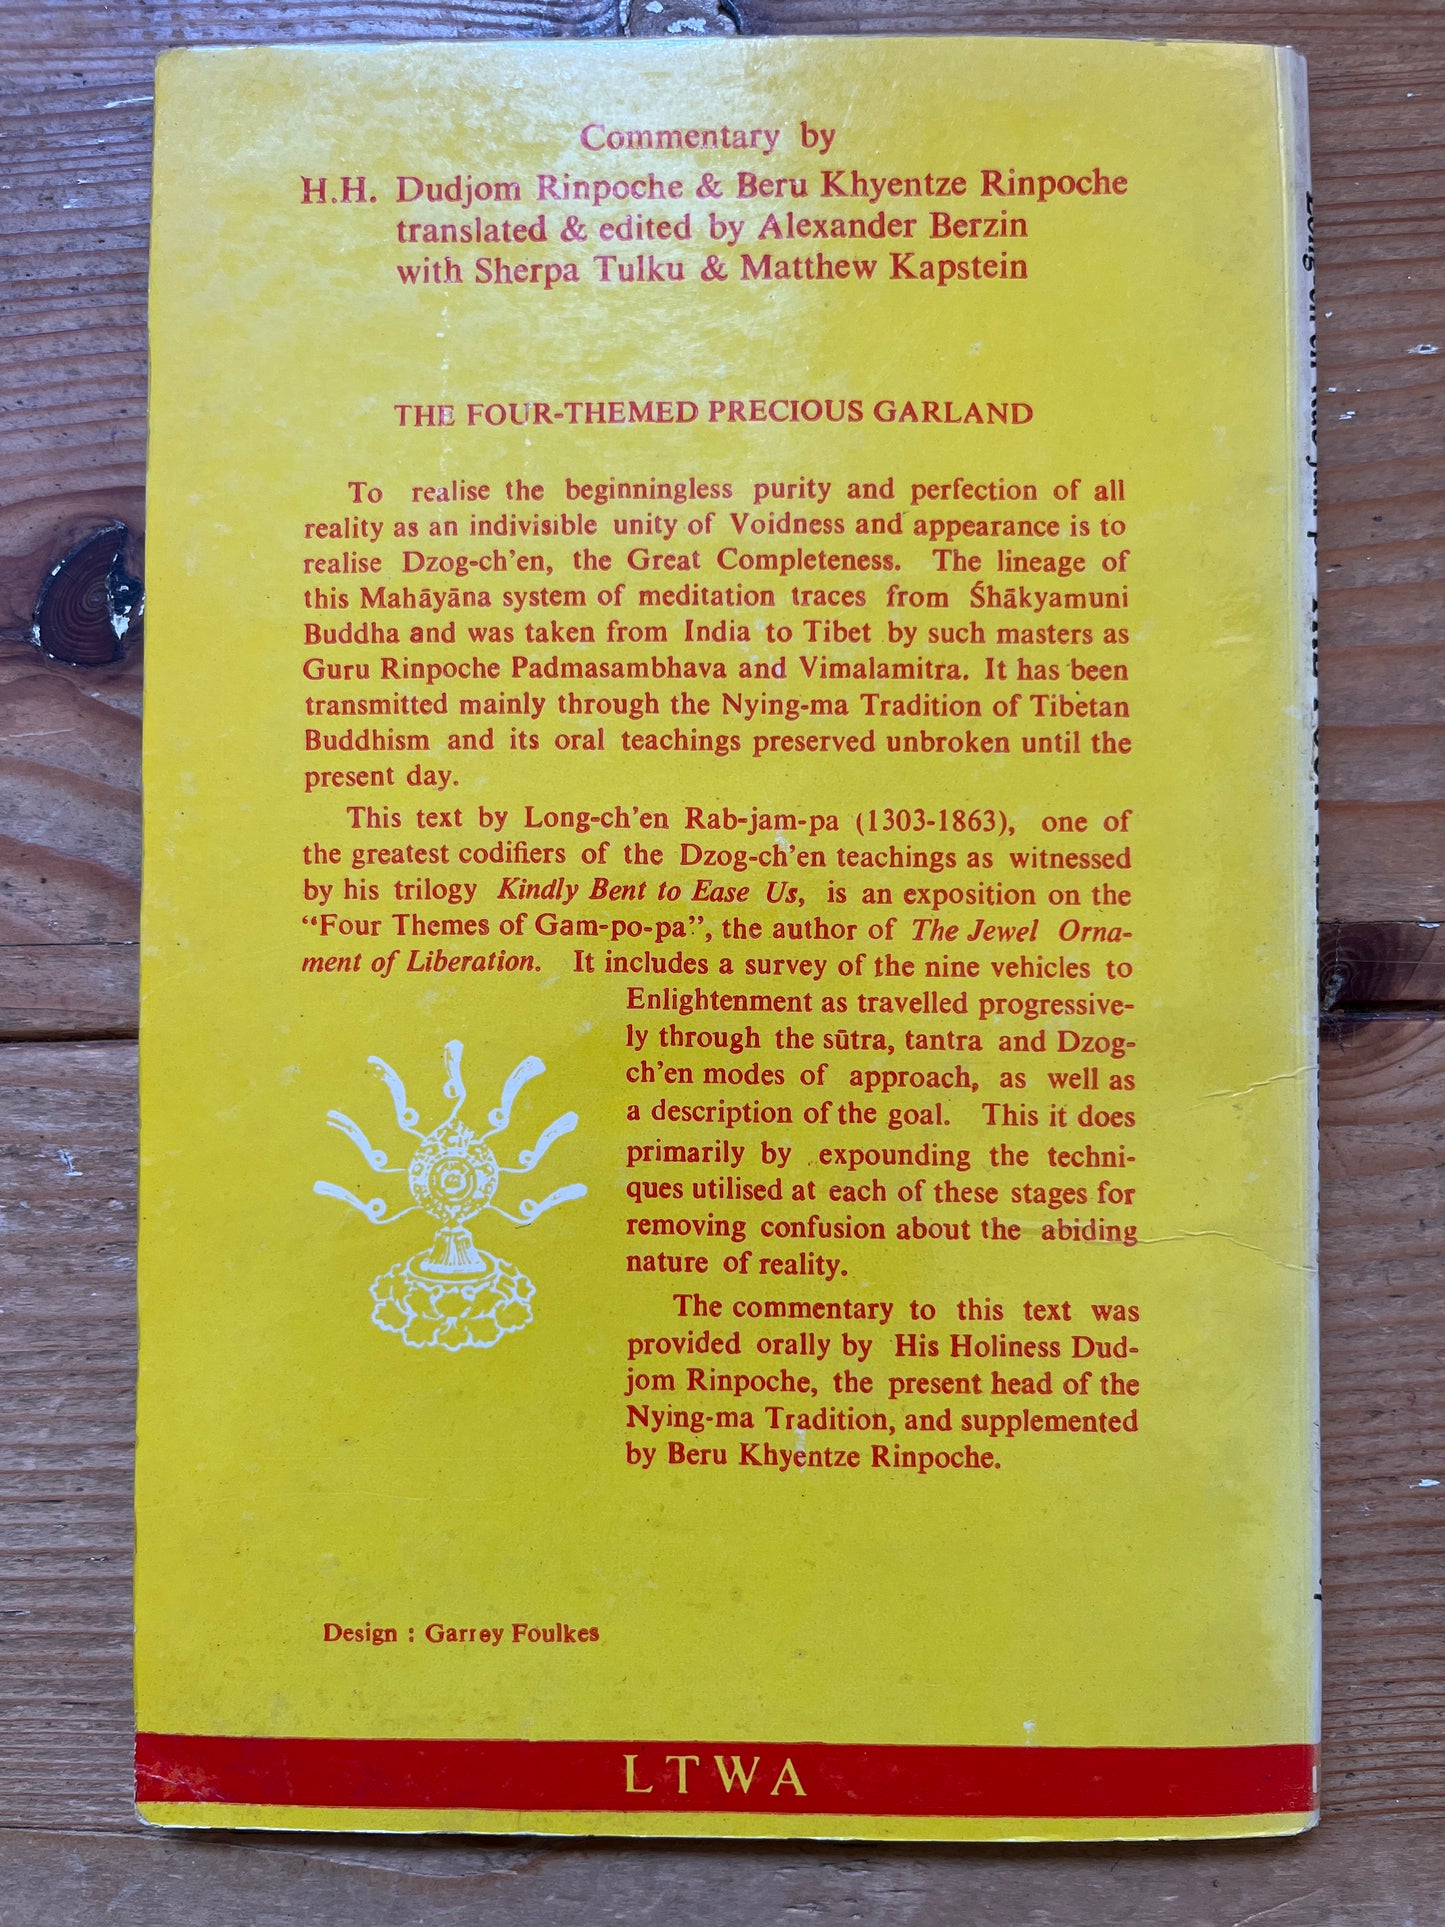 Commentary by
H.H. Dudjom Rinpoche & Beru Khyentze Rinpoche
translated & edited by Alexander Berzin
with Sherpa Tulku & Matthew Kapstein
THE FOUR-THEMED PRECIOUS GARLAND
To realise the beginningless purity and perfection of all
reality as an indivisible unity of Voidness and appearance is to
realise Dzog-ch'en, the Great Completeness. The lineage of
this Mahāyāna system of meditation traces from Śhākyamuni
Buddha and was taken from India to Tibet by such masters as
Guru Rinpoche Padmasambhava and Vimalamitra. It has been
transmitted mainly through the Nying-ma Tradition of Tibetan
Buddhism and its oral teachings preserved unbroken until the
present day.
This text by Long-ch'en Rab-jam-pa (1303-1863), one of
the greatest codifiers of the Dzog-ch'en teachings as witnessed
by his trilogy Kindly Bent to Ease Us, is an exposition on the
“Four Themes of Gam-po-pa”, the author of The Jewel Orna-
ment of Liberation. It includes a survey of the nine vehicles to
Enlightenment as travelled progressive-
ly through the sūtra, tantra and Dzog-
ch'en modes of approach, as well as
a description of the goal. This it does
primarily by expounding the techni-
ques utilised at each of these stages for
removing confusion about the abiding
nature of reality.
The commentary to this text was
provided orally by His Holiness Dud-
jom Rinpoche, the present head of the
Nying-ma Tradition, and supplemented
by Beru Khyentze Rinpoche.
Design : Garrey Foulkes
LTWA